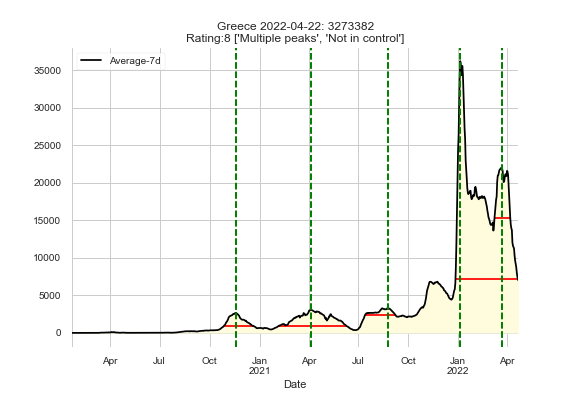 Greece 2022-04-22: 3273382
Rating:8 ['Multiple peaks', 'Not in control']
Average-7d
35000
30000
25000
20000
15000
10000
5000
0
Apr Jul Oct Jan Apr Jul Oct Jan Apr
2021 2022
Date